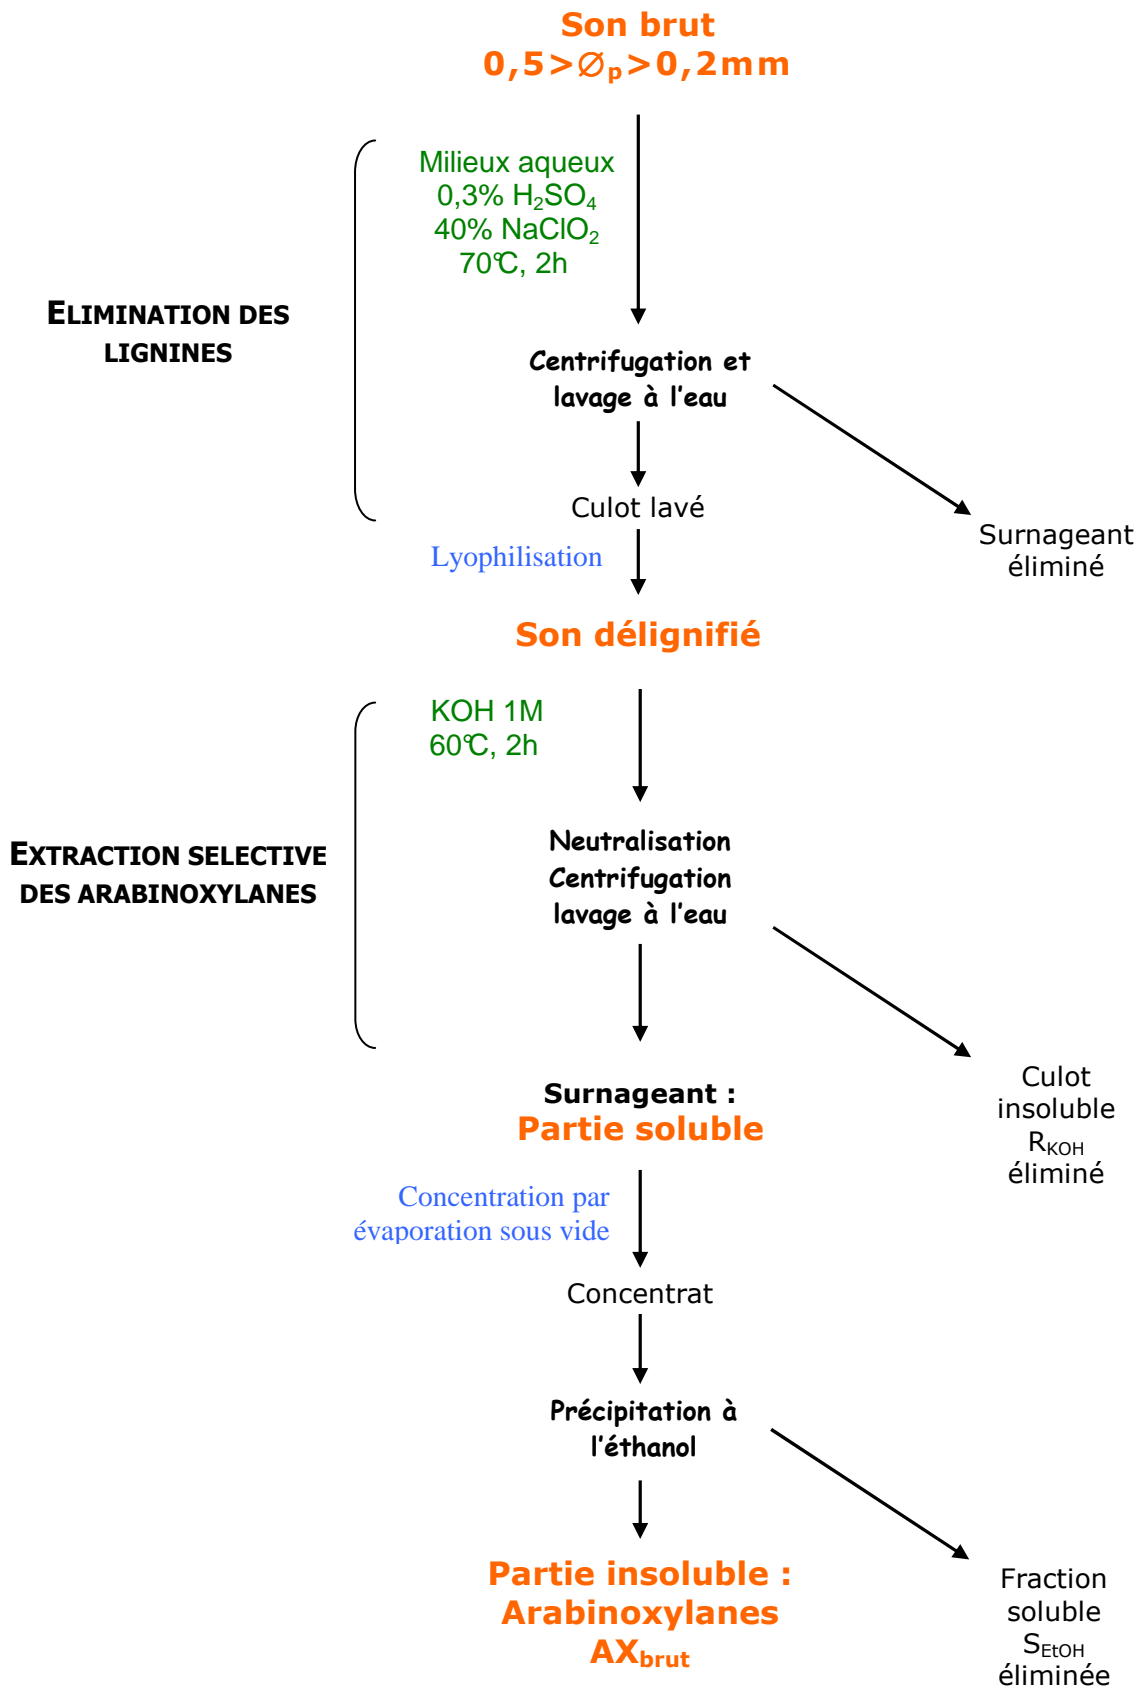 Son brut
0,5>∅ₚ>0,2mm
Milieux aqueux
0,3% H₂SO₄
40% NaClO₂
70°C, 2h
ELIMINATION DES
LIGNINES
Centrifugation et
lavage à l'eau
Culot lavé
Surnageant
éliminé
Lyophilisation
Son délignifié
KOH 1M
60°C, 2h
EXTRACTION SELECTIVE
DES ARABINOXYLANES
Neutralisation
Centrifugation
lavage à l'eau
Surnageant :
Partie soluble
Culot
insoluble
R_KOH
éliminé
Concentration par
évaporation sous vide
Concentrat
Précipitation à
l'éthanol
Partie insoluble :
Arabinoxylanes
AX_brut
Fraction
soluble
S_EtOH
éliminée